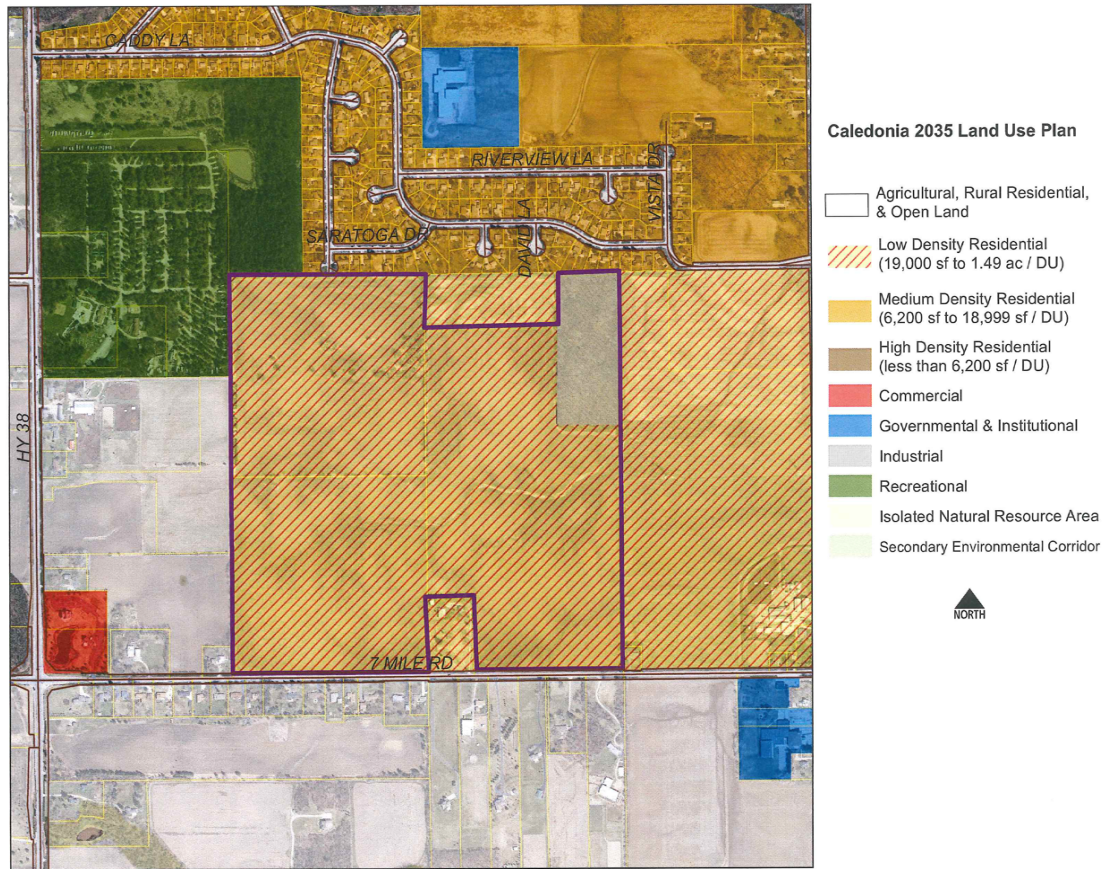 CADDY LA
RIVERVIEW LA
VISTA DR
SARATOGA DR
DAVID LA
HY 38
7 MILE RD
Caledonia 2035 Land Use Plan
Agricultural, Rural Residential,
& Open Land
Low Density Residential
(19,000 sf to 1.49 ac / DU)
Medium Density Residential
(6,200 sf to 18,999 sf / DU)
High Density Residential
(less than 6,200 sf / DU)
Commercial
Governmental & Institutional
Industrial
Recreational
Isolated Natural Resource Area
Secondary Environmental Corridor
NORTH